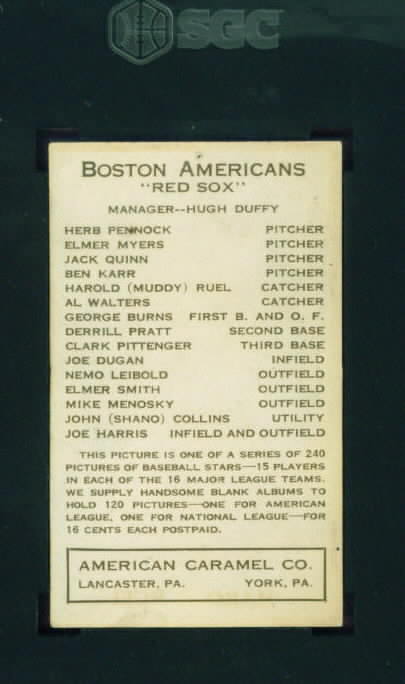 SGC
BOSTON AMERICANS
"RED SOX"
MANAGER--HUGH DUFFY
HERB PENNOCK PITCHER
ELMER MYERS PITCHER
JACK QUINN PITCHER
BEN KARR PITCHER
HAROLD (MUDDY) RUEL CATCHER
AL WALTERS CATCHER
GEORGE BURNS FIRST B. AND O. F.
DERRILL PRATT SECOND BASE
CLARK PITTENGER THIRD BASE
JOE DUGAN INFIELD
NEMO LEIBOLD OUTFIELD
ELMER SMITH OUTFIELD
MIKE MENOSKY OUTFIELD
JOHN (SHANO) COLLINS UTILITY
JOE HARRIS INFIELD AND OUTFIELD
THIS PICTURE IS ONE OF A SERIES OF 240
PICTURES OF BASEBALL STARS—15 PLAYERS
IN EACH OF THE 16 MAJOR LEAGUE TEAMS.
WE SUPPLY HANDSOME BLANK ALBUMS TO
HOLD 120 PICTURES—ONE FOR AMERICAN
LEAGUE, ONE FOR NATIONAL LEAGUE—FOR
16 CENTS EACH POSTPAID.
AMERICAN CARAMEL CO.
LANCASTER, PA. YORK, PA.